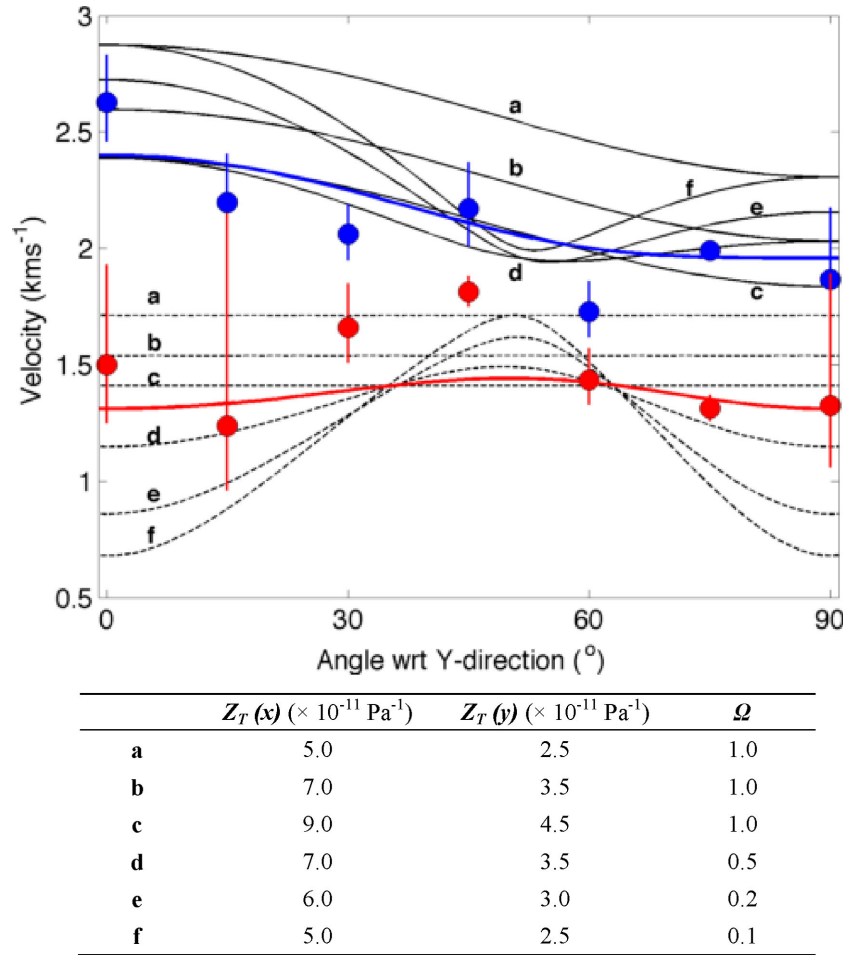 3
2.5
2
1.5
1
0.5
Velocity (kms⁻¹)
a
b
f
e
d
c
a
b
c
d
e
f
0 30 60 90
Angle wrt Y-direction (°)
Z_T (x) (× 10⁻¹¹ Pa⁻¹) Z_T (y) (× 10⁻¹¹ Pa⁻¹) Ω
a 5.0 2.5 1.0
b 7.0 3.5 1.0
c 9.0 4.5 1.0
d 7.0 3.5 0.5
e 6.0 3.0 0.2
f 5.0 2.5 0.1